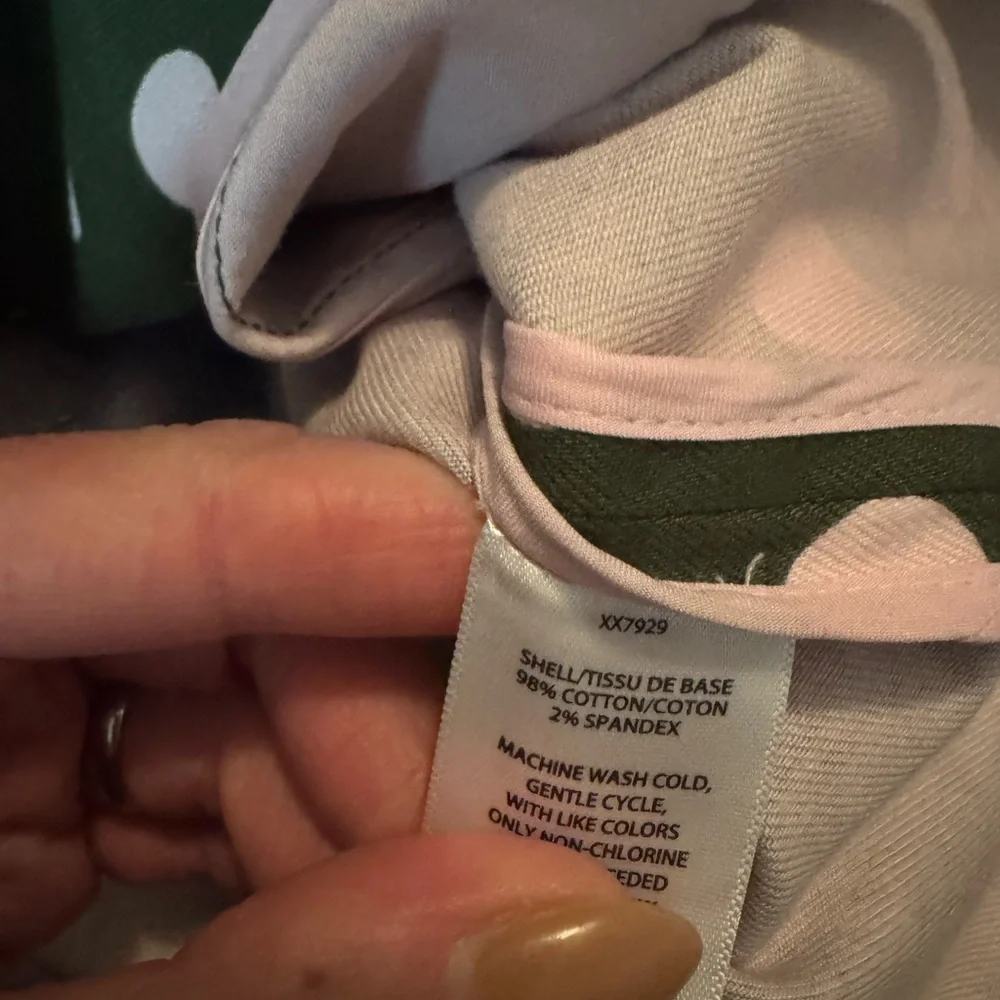 XX7929
SHELL/TISSU DE BASE
98% COTTON/COTON
2% SPANDEX
MACHINE WASH COLD,
GENTLE CYCLE,
WITH LIKE COLORS
ONLY NON-CHLORINE